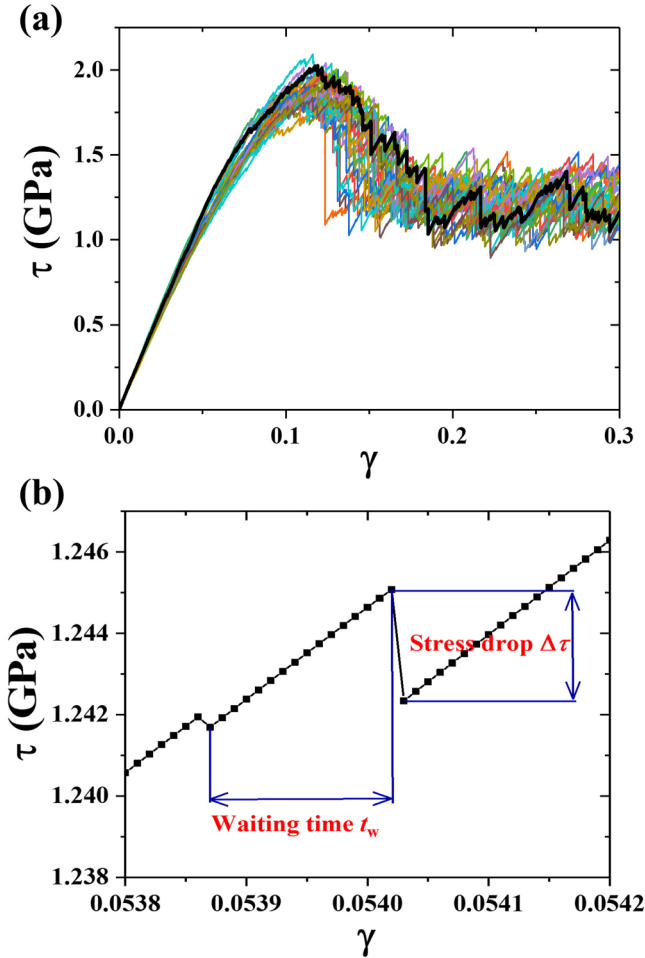 (a)
2.0
1.5
1.0
0.5
0.0
τ (GPa)
0.0 0.1 0.2 0.3
γ
(b)
1.246
1.244
1.242
1.240
1.238
τ (GPa)
Stress drop Δτ
Waiting time tw
0.0538 0.0539 0.0540 0.0541 0.0542
γ